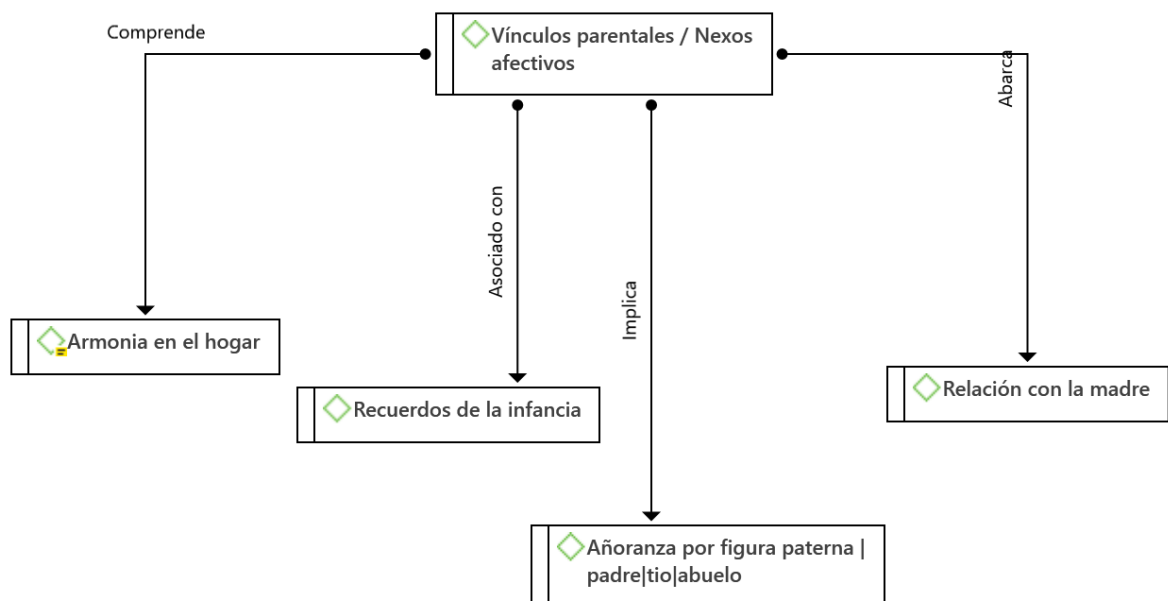 Comprende
Vínculos parentales / Nexos
afectivos
Abarca
Asociado con
Implica
Armonia en el hogar
Relación con la madre
Recuerdos de la infancia
Añoranza por figura paterna |
padre|tio|abuelo